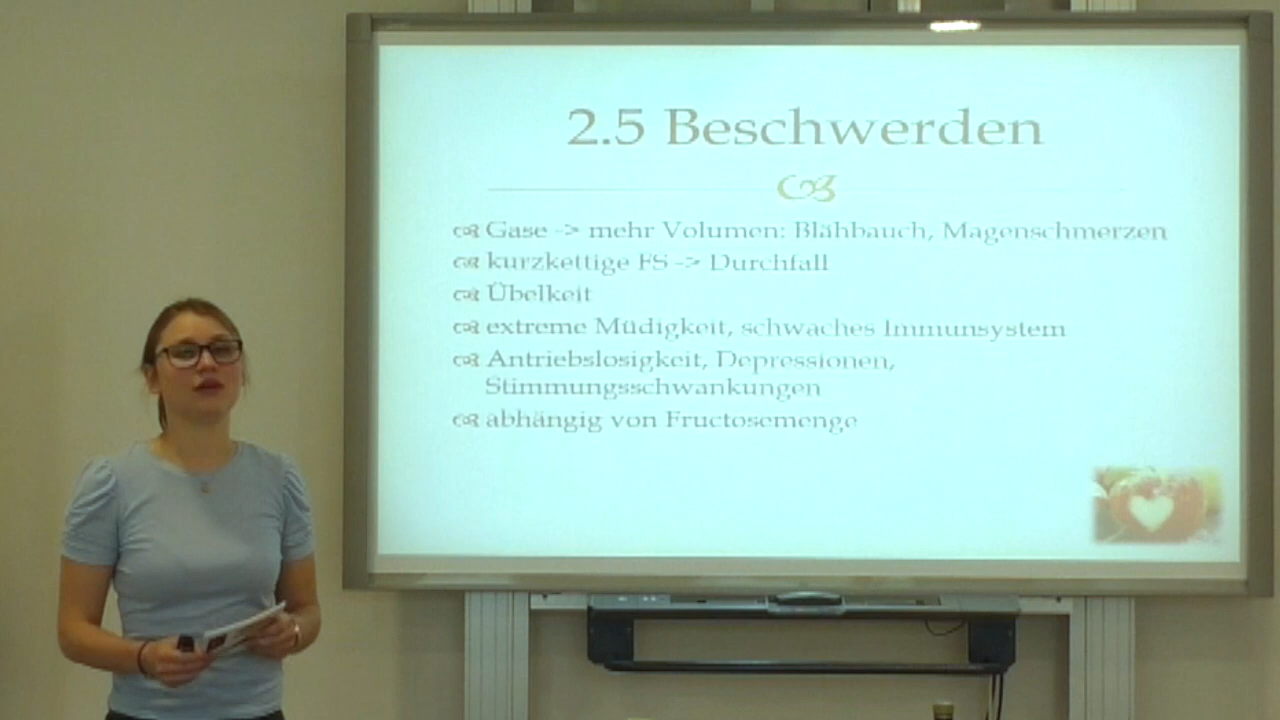 2.5 Beschwerden
Gase -> mehr Volumen: Blähbauch, Magenschmerzen
kurzkettige FS -> Durchfall
Übelkeit
extreme Müdigkeit, schwaches Immunsystem
Antriebslosigkeit, Depressionen,
Stimmungsschwankungen
abhängig von Fructosemenge